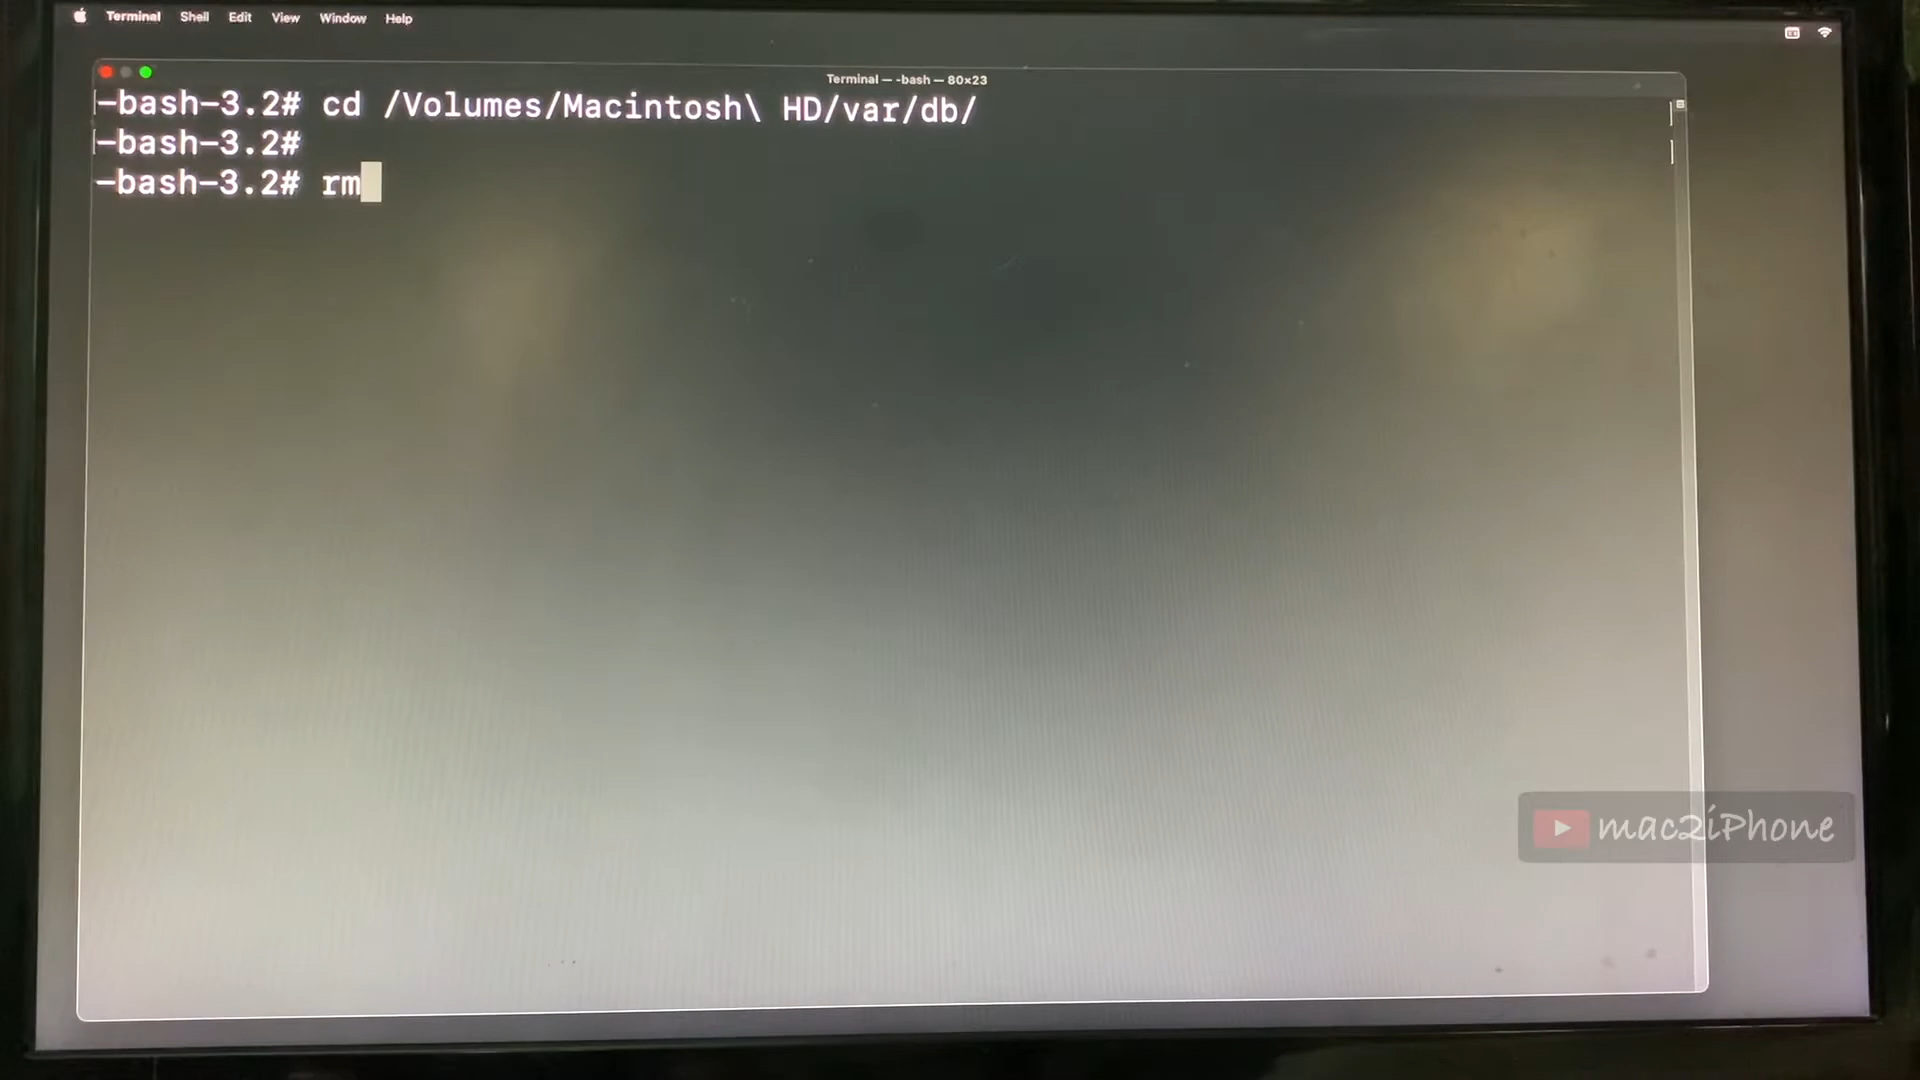 Terminal Shell Edit View Window Help
Terminal — -bash — 80×23
-bash-3.2# cd /Volumes/Macintosh\ HD/var/db/
-bash-3.2#
-bash-3.2# rm
mac2iPhone